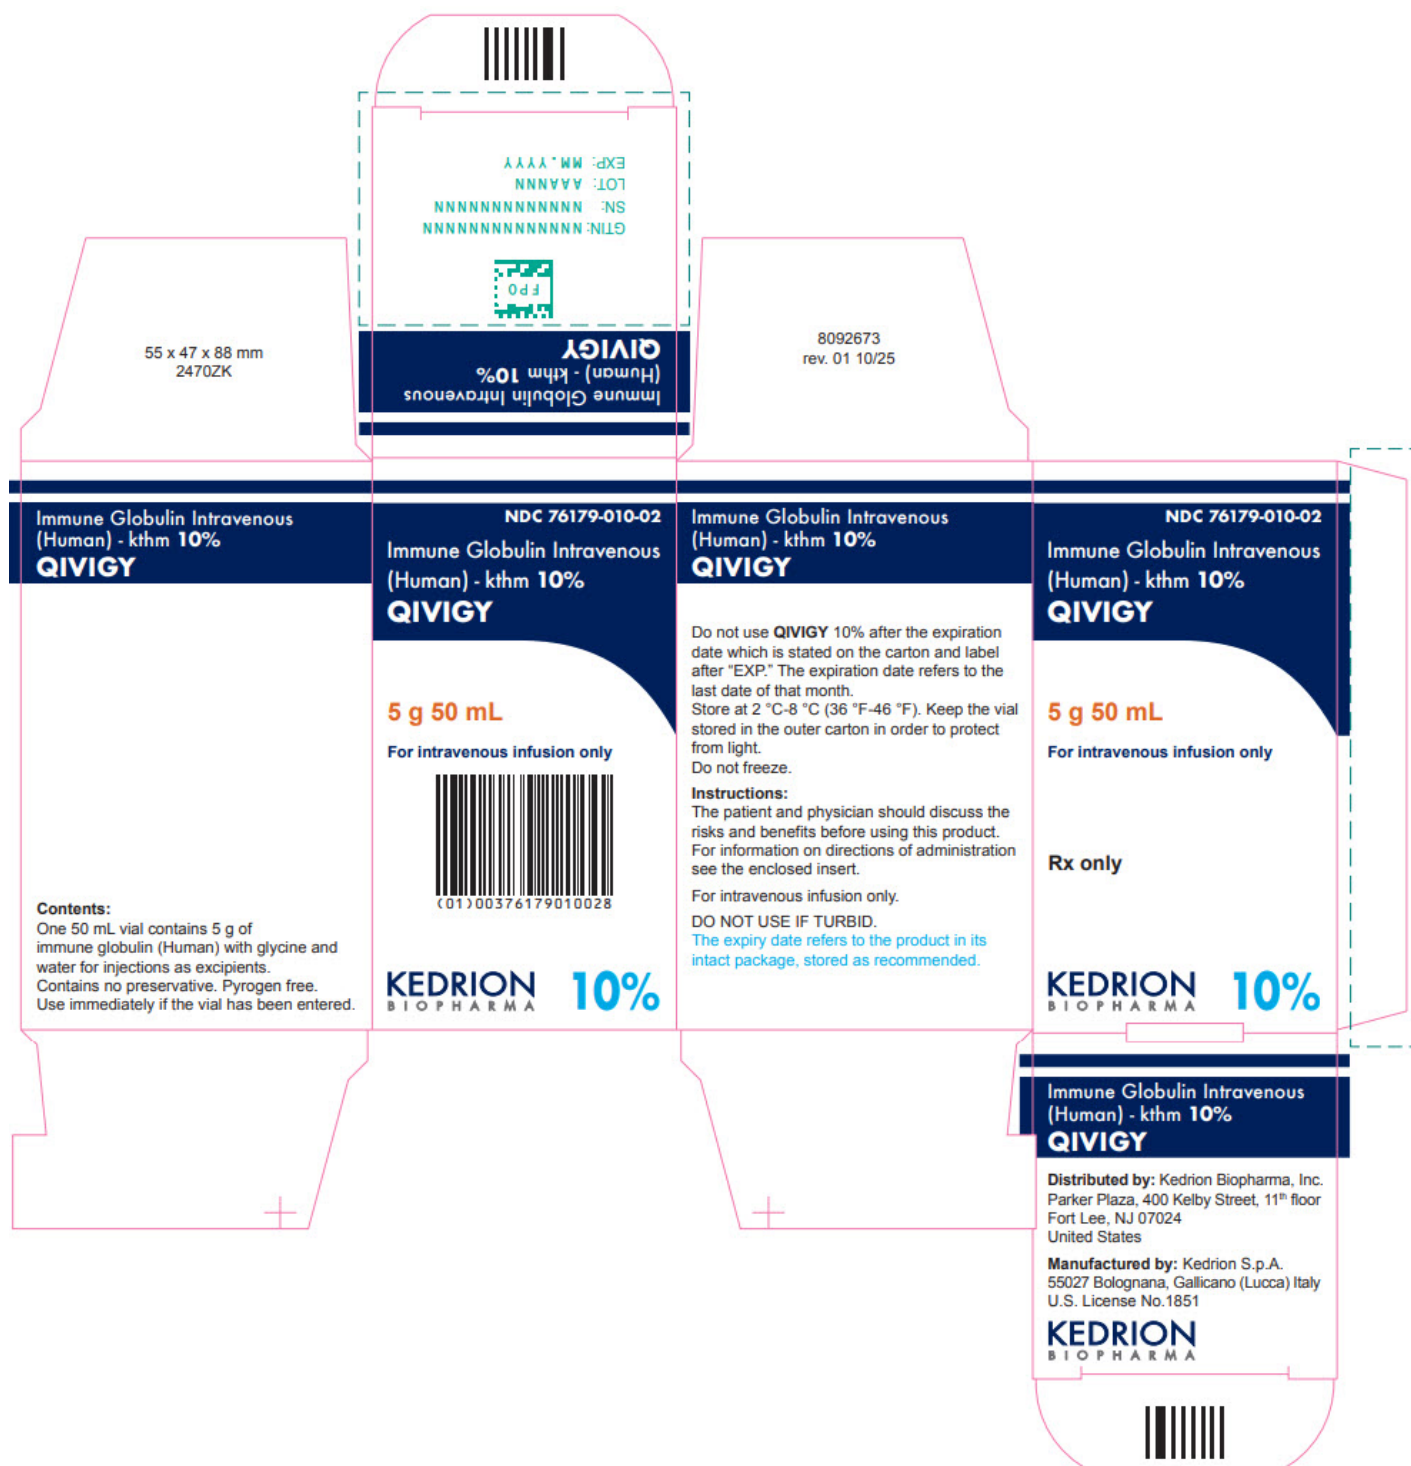 EXP: MM.YYYY
LOT: AAANNN
SN: NNNNNNNNNNNNN
GTIN:NNNNNNNNNNNNNN
FPO
QIVIGY
Immune Globulin Intravenous
(Human) - kthm 10%
55 x 47 x 88 mm
2470ZK
8092673
rev. 01 10/25
Immune Globulin Intravenous
(Human) - kthm 10%
QIVIGY
Contents:
One 50 mL vial contains 5 g of
immune globulin (Human) with glycine and
water for injections as excipients.
Contains no preservative. Pyrogen free.
Use immediately if the vial has been entered.
NDC 76179-010-02
Immune Globulin Intravenous
(Human) - kthm 10%
QIVIGY
5 g 50 mL
For intravenous infusion only
(01)00376179010028
KEDRION
BIOPHARMA
10%
Immune Globulin Intravenous
(Human) - kthm 10%
QIVIGY
Do not use QIVIGY 10% after the expiration
date which is stated on the carton and label
after “EXP.” The expiration date refers to the
last date of that month.
Store at 2 °C-8 °C (36 °F-46 °F). Keep the vial
stored in the outer carton in order to protect
from light.
Do not freeze.
Instructions:
The patient and physician should discuss the
risks and benefits before using this product.
For information on directions of administration
see the enclosed insert.
For intravenous infusion only.
DO NOT USE IF TURBID.
The expiry date refers to the product in its
intact package, stored as recommended.
NDC 76179-010-02
Immune Globulin Intravenous
(Human) - kthm 10%
QIVIGY
5 g 50 mL
For intravenous infusion only
Rx only
KEDRION
BIOPHARMA
10%
Immune Globulin Intravenous
(Human) - kthm 10%
QIVIGY
Distributed by: Kedrion Biopharma, Inc.
Parker Plaza, 400 Kelby Street, 11th floor
Fort Lee, NJ 07024
United States
Manufactured by: Kedrion S.p.A.
55027 Bolognana, Gallicano (Lucca) Italy
U.S. License No.1851
KEDRION
BIOPHARMA